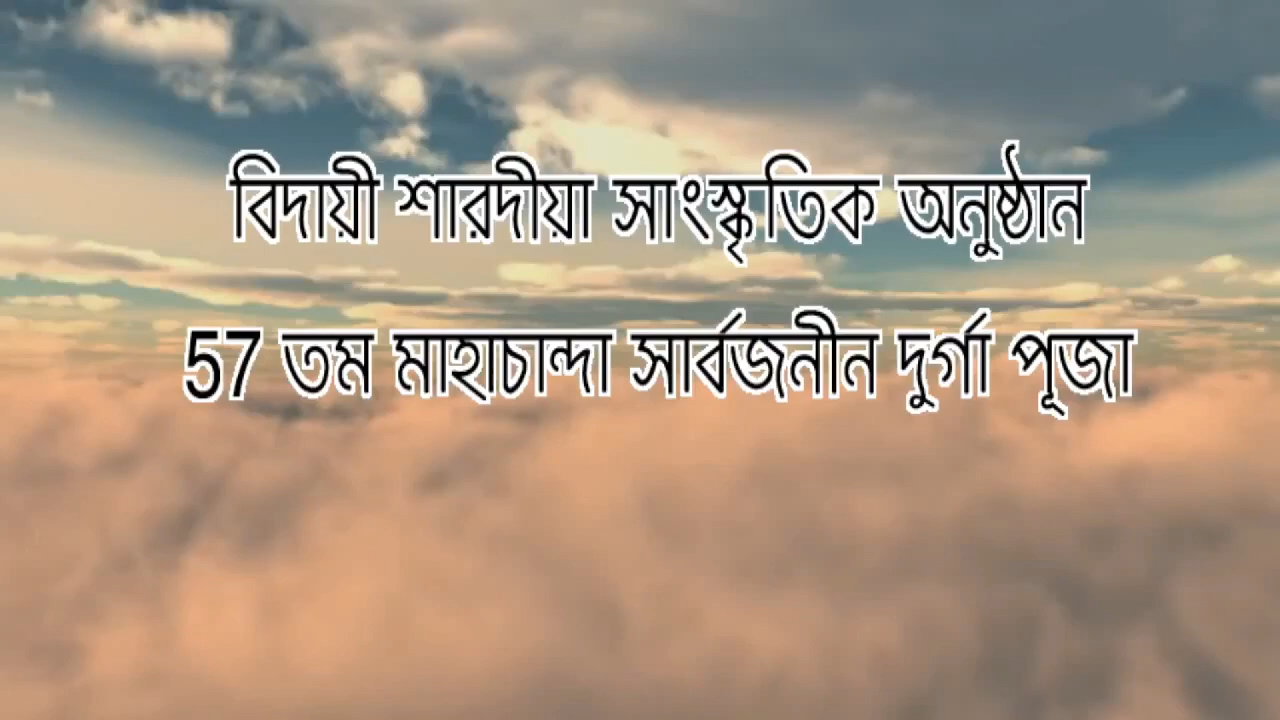 বিদায়ী শারদীয়া সাংস্কৃতিক অনুষ্ঠান
57 তম মাহাচান্দা সার্বজনীন দুর্গা পূজা